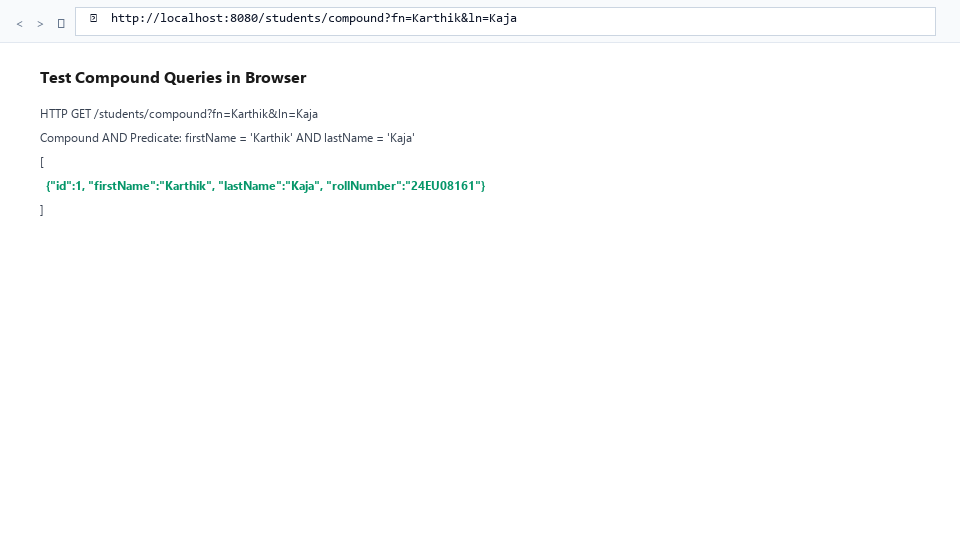 < > http://localhost:8080/students/compound?fn=Karthik&ln=Kaja
Test Compound Queries in Browser
HTTP GET /students/compound?fn=Karthik&ln=Kaja
Compound AND Predicate: firstName = 'Karthik' AND lastName = 'Kaja'
[
{"id":1, "firstName":"Karthik", "lastName":"Kaja", "rollNumber":"24EU08161"}
]